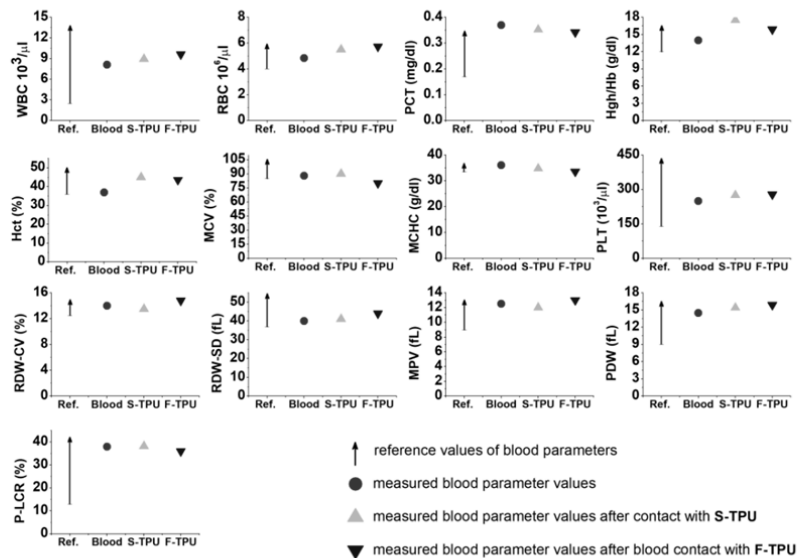 WBC 10³/µl
15
12
9
6
3
0
Ref. Blood S-TPU F-TPU
RBC 10⁶/µl
8
6
4
2
0
Ref. Blood S-TPU F-TPU
PCT (mg/dl)
0.4
0.3
0.2
0.1
0.0
Ref. Blood S-TPU F-TPU
Hgh/Hb (g/dl)
18
15
12
9
6
3
0
Ref. Blood S-TPU F-TPU
Hct (%)
50
40
30
20
10
0
Ref. Blood S-TPU F-TPU
MCV (%)
105
90
75
60
45
30
15
0
Ref. Blood S-TPU F-TPU
MCHC (g/dl)
40
30
20
10
0
Ref. Blood S-TPU F-TPU
PLT (10³/µl)
450
300
150
0
Ref. Blood S-TPU F-TPU
RDW-CV (%)
16
12
8
4
0
Ref. Blood S-TPU F-TPU
RDW-SD (fL)
50
40
30
20
10
0
Ref. Blood S-TPU F-TPU
MPV (fL)
14
12
10
8
6
4
2
0
Ref. Blood S-TPU F-TPU
PDW (fL)
18
15
12
9
6
3
0
Ref. Blood S-TPU F-TPU
P-LCR (%)
40
30
20
10
0
Ref. Blood S-TPU F-TPU
reference values of blood parameters
measured blood parameter values
measured blood parameter values after contact with S-TPU
measured blood parameter values after blood contact with F-TPU